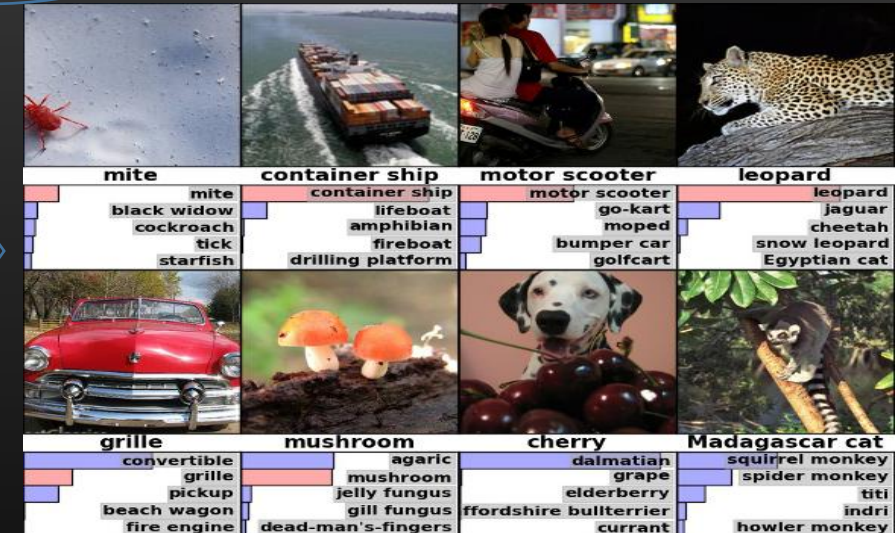 mite
container ship
motor scooter
leopard
mite
black widow
cockroach
tick
starfish
container ship
lifeboat
amphibian
fireboat
drilling platform
motor scooter
go-kart
moped
bumper car
golfcart
leopard
jaguar
cheetah
snow leopard
Egyptian cat
grille
mushroom
cherry
Madagascar cat
convertible
grille
pickup
beach wagon
fire engine
agaric
mushroom
jelly fungus
gill fungus
dead-man's-fingers
dalmatian
grape
elderberry
ffordshire bullterrier
currant
squirrel monkey
spider monkey
titi
indri
howler monkey